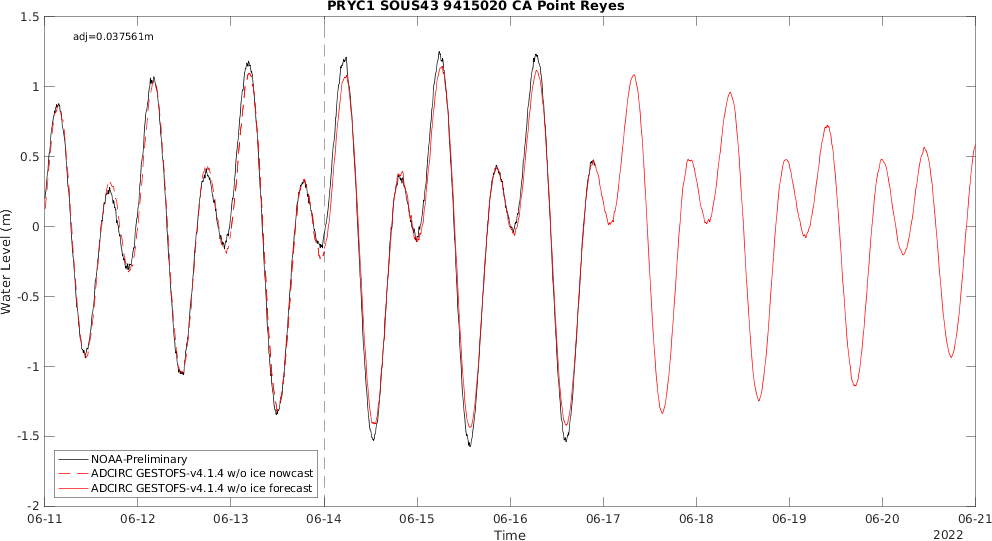 PRYC1 SOUS43 9415020 CA Point Reyes
adj=0.037561m
1.5
1
0.5
0
-0.5
-1
-1.5
-2
Water Level (m)
NOAA-Preliminary
ADCIRC GESTOFS-v4.1.4 w/o ice nowcast
ADCIRC GESTOFS-v4.1.4 w/o ice forecast
06-11 06-12 06-13 06-14 06-15 06-16 06-17 06-18 06-19 06-20 06-21
Time
2022